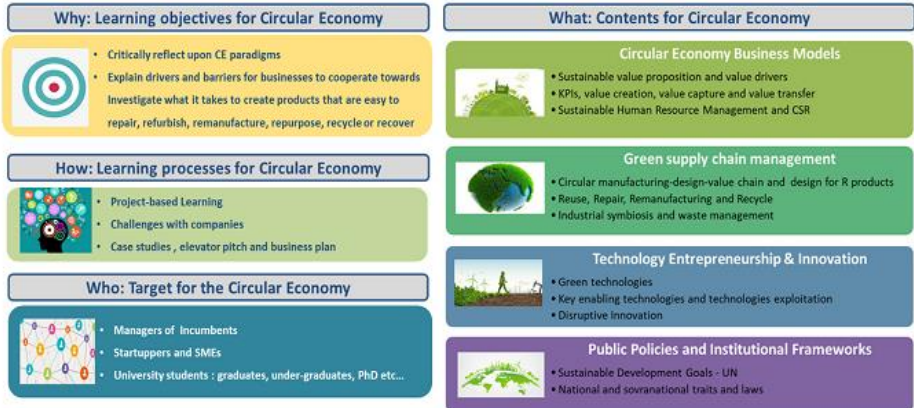 Why: Learning objectives for Circular Economy
• Critically reflect upon CE paradigms
• Explain drivers and barriers for businesses to cooperate towards
Investigate what it takes to create products that are easy to
repair, refurbish, remanufacture, repurpose, recycle or recover
How: Learning processes for Circular Economy
• Project-based Learning
• Challenges with companies
• Case studies , elevator pitch and business plan
Who: Target for the Circular Economy
• Managers of Incumbents
• Startuppers and SMEs
• University students : graduates, under-graduates, PhD etc...
What: Contents for Circular Economy
Circular Economy Business Models
• Sustainable value proposition and value drivers
• KPIs, value creation, value capture and value transfer
• Sustainable Human Resource Management and CSR
Green supply chain management
• Circular manufacturing-design-value chain and design for R products
• Reuse, Repair, Remanufacturing and Recycle
• Industrial symbiosis and waste management
Technology Entrepreneurship & Innovation
• Green technologies
• Key enabling technologies and technologies exploitation
• Disruptive Innovation
Public Policies and Institutional Frameworks
• Sustainable Development Goals - UN
• National and sovranational traits and laws